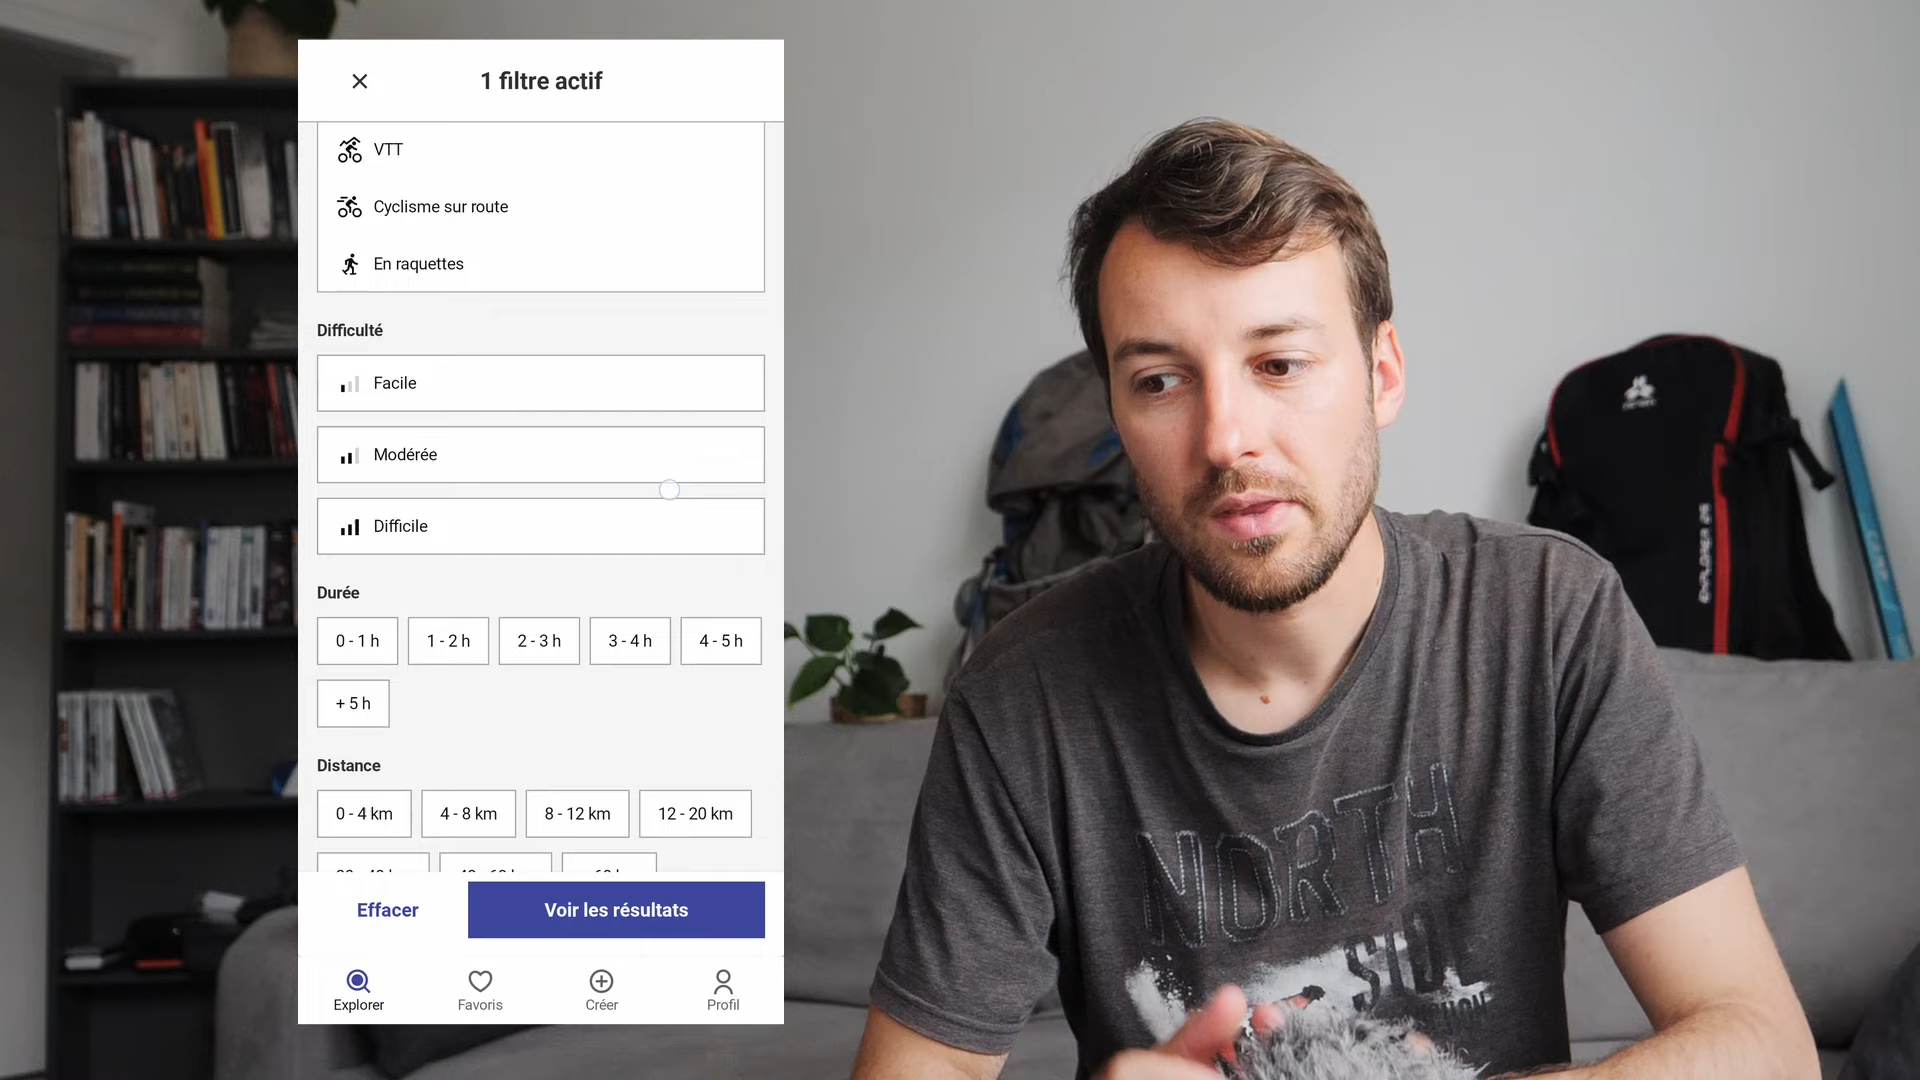 1 filtre actif
VTT
Cyclisme sur route
En raquettes
Difficulté
Facile
Modérée
Difficile
Durée
0 - 1 h
1 - 2 h
2 - 3 h
3 - 4 h
4 - 5 h
+ 5 h
Distance
0 - 4 km
4 - 8 km
8 - 12 km
12 - 20 km
Effacer
Voir les résultats
Explorer
Favoris
Créer
Profil
NORTH